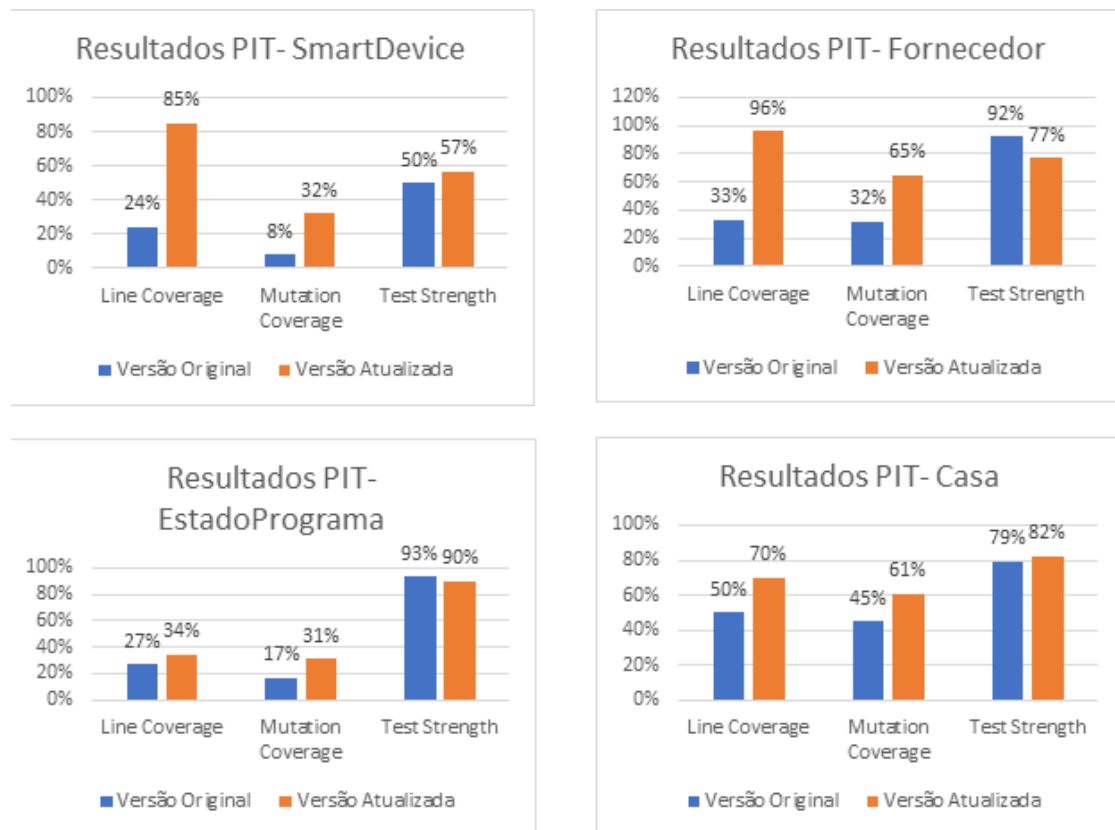 Resultados PIT- SmartDevice
100%
80%
60%
40%
20%
0%
24%
85%
8%
32%
50%
57%
Line Coverage
Mutation
Coverage
Test Strength
Versão Original
Versão Atualizada
Resultados PIT- Fornecedor
120%
100%
80%
60%
40%
20%
0%
33%
96%
32%
65%
92%
77%
Line Coverage
Mutation
Coverage
Test Strength
Versão Original
Versão Atualizada
Resultados PIT-
EstadoPrograma
100%
80%
60%
40%
20%
0%
27%
34%
17%
31%
93%
90%
Line Coverage
Mutation
Coverage
Test Strength
Versão Original
Versão Atualizada
Resultados PIT- Casa
100%
80%
60%
40%
20%
0%
50%
70%
45%
61%
79%
82%
Line Coverage
Mutation
Coverage
Test Strength
Versão Original
Versão Atualizada